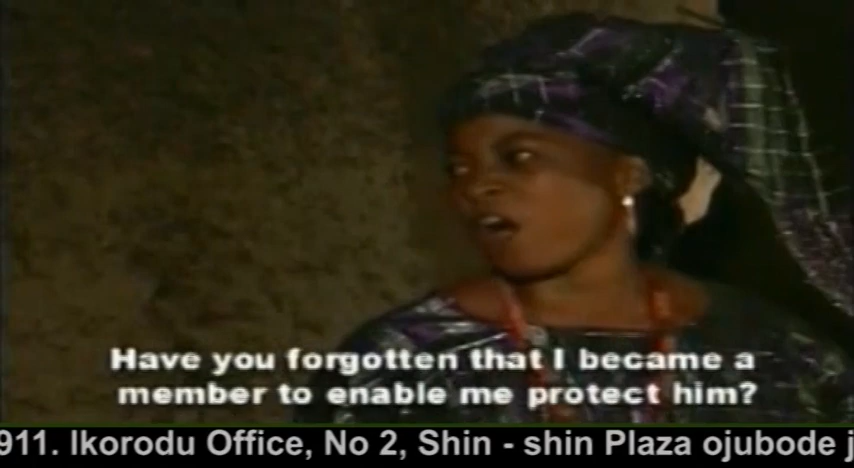 Have you forgotten that I became a
member to enable me protect him?
911. Ikorodu Office, No 2, Shin - shin Plaza ojubode j